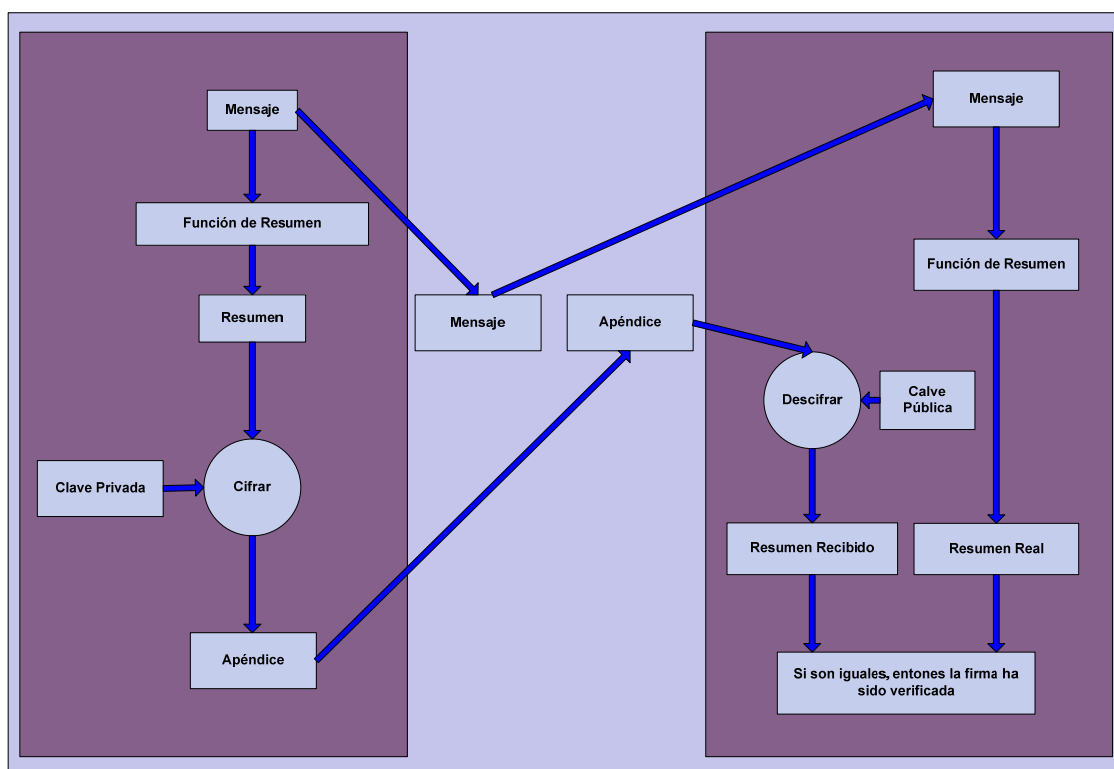 Mensaje
Función de Resumen
Resumen
Clave Privada
Cifrar
Apéndice
Mensaje
Apéndice
Mensaje
Función de Resumen
Descifrar
Calve
Pública
Resumen Recibido
Resumen Real
Si son iguales, entones la firma ha
sido verificada